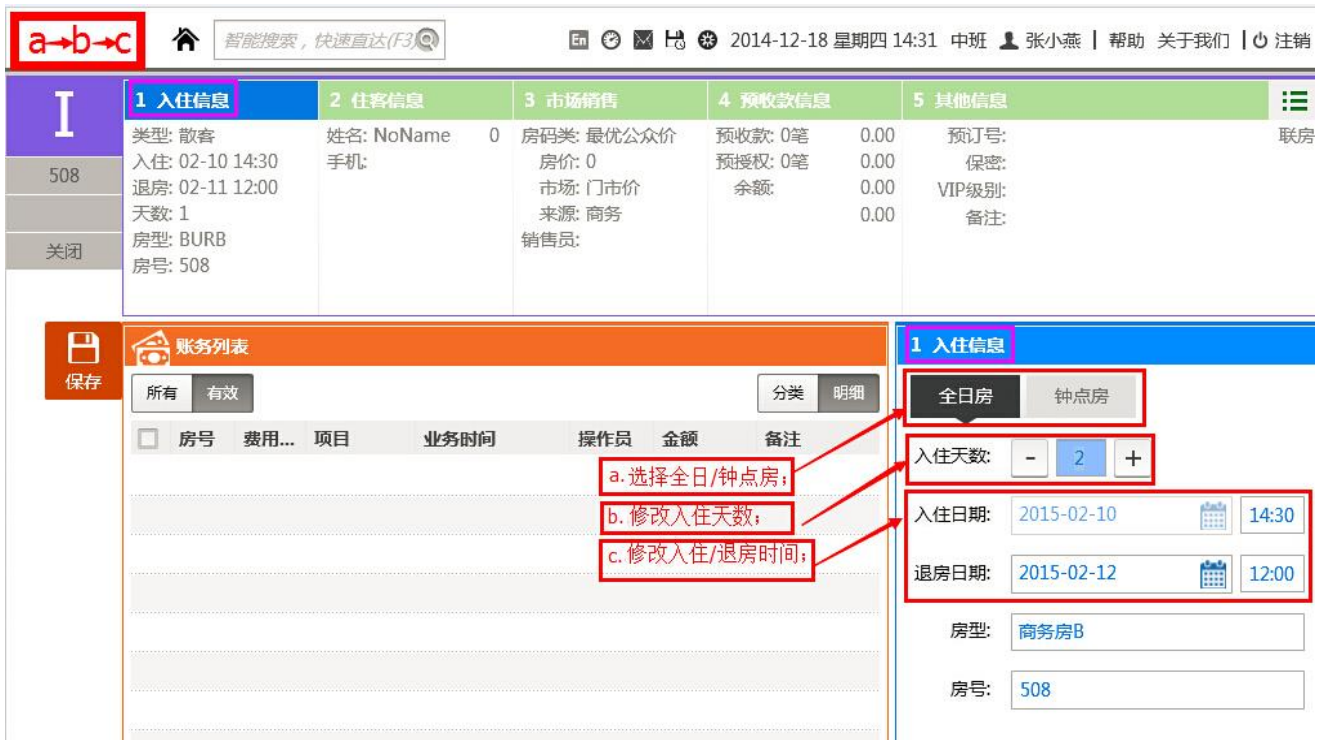 a→b→c
智能搜索，快速直达(F3)
En
2014-12-18 星期四 14:31 中班 张小燕 | 帮助 关于我们 | 注销
I
508
关闭
1 入住信息
类型: 散客
入住: 02-10 14:30
退房: 02-11 12:00
天数: 1
房型: BURB
房号: 508
2 住客信息
姓名: NoName 0
手机:
3 市场销售
房码类: 最优公众价
房价: 0
市场: 门市价
来源: 商务
销售员:
4 预收款信息
预收款: 0笔 0.00
预授权: 0笔 0.00
余额: 0.00
0.00
5 其他信息
预订号:
保密:
VIP级别:
备注:
联房
保存
账务列表
所有 有效
分类 明细
房号 费用... 项目 业务时间 操作员 金额 备注
a.选择全日/钟点房；
b.修改入住天数；
c.修改入住/退房时间；
1 入住信息
全日房 钟点房
入住天数: - 2 +
入住日期: 2015-02-10 14:30
退房日期: 2015-02-12 12:00
房型: 商务房B
房号: 508